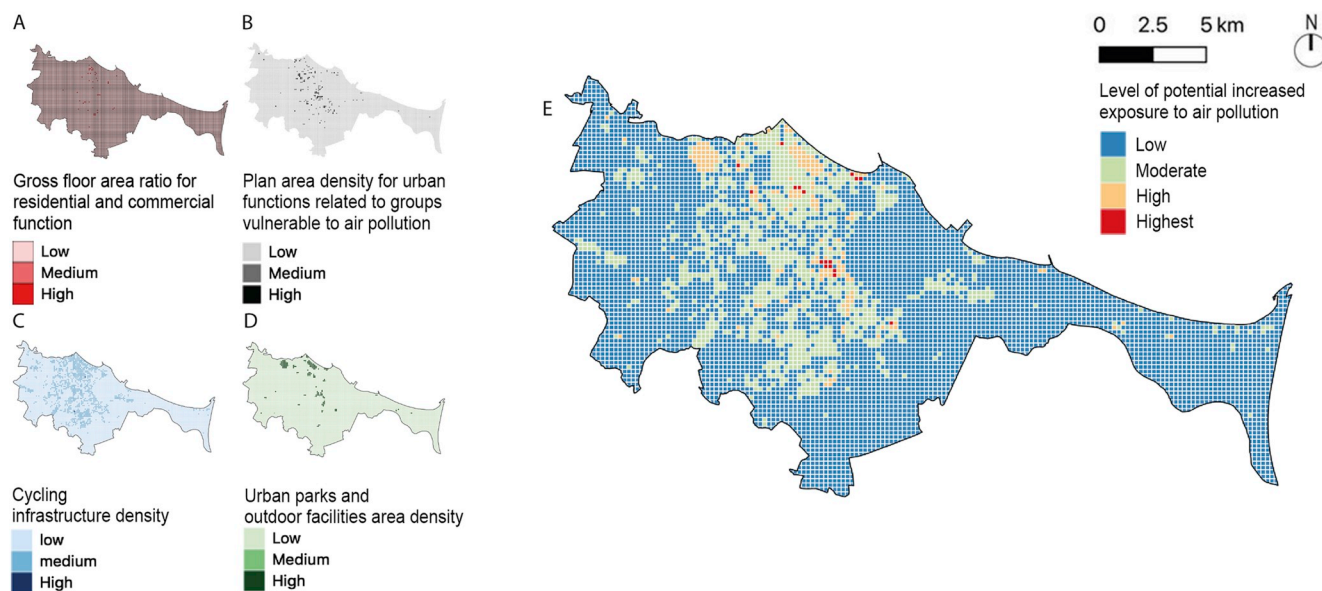 A
B
Gross floor area ratio for
residential and commercial
function
Low
Medium
High
Plan area density for urban
functions related to groups
vulnerable to air pollution
Low
Medium
High
C
D
Cycling
infrastructure density
low
medium
High
Urban parks and
outdoor facilities area density
Low
Medium
High
E
0 2.5 5 km
N
Level of potential increased
exposure to air pollution
Low
Moderate
High
Highest